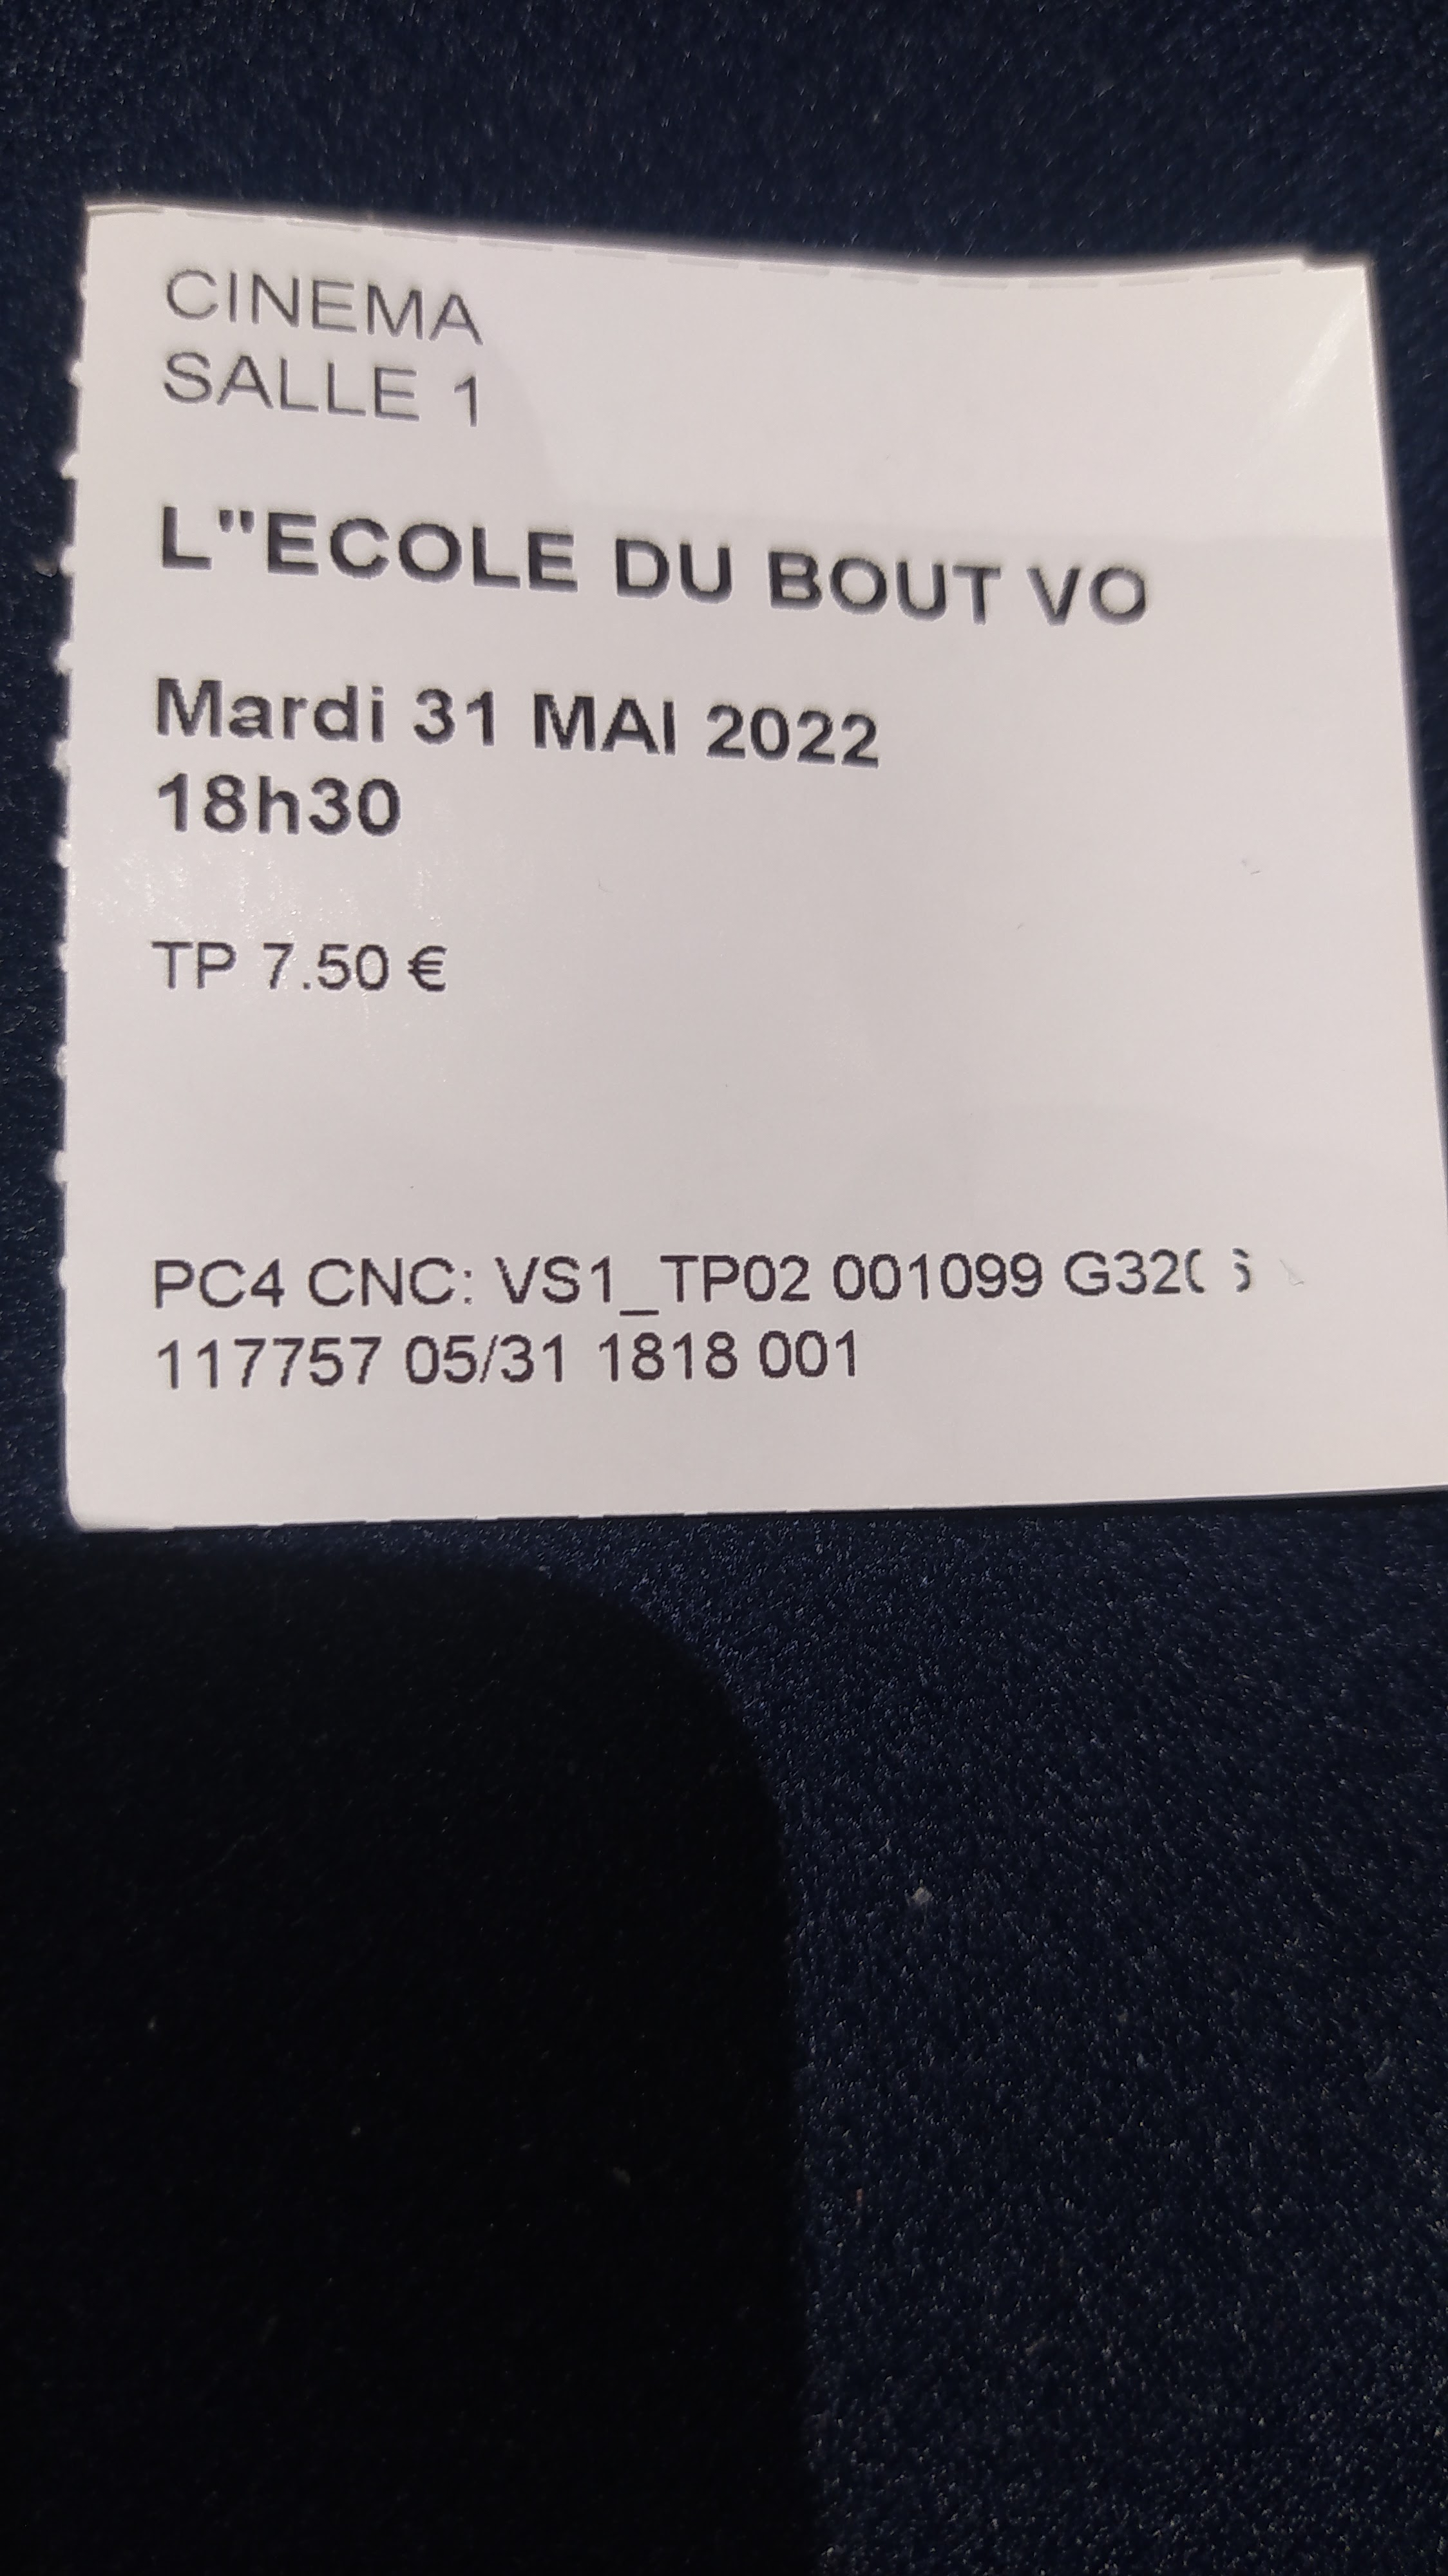 CINEMA
SALLE 1
L"ECOLE DU BOUT VO
Mardi 31 MAI 2022
18h30
TP 7.50 €
PC4 CNC: VS1_TP02 001099
117757 05/31 1818 001